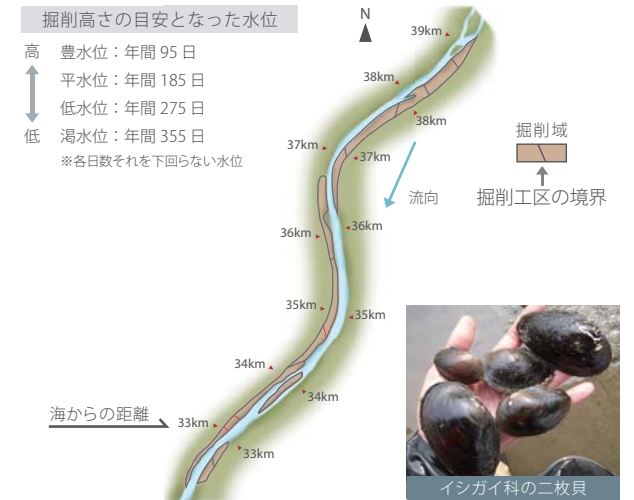 掘削高さの目安となった水位
高 豊水位：年間 95 日
平水位：年間 185 日
低水位：年間 275 日
低 渇水位：年間 355 日
※各日数それを下回らない水位
N
39km
38km
38km
37km
37km
流向
36km
36km
35km
35km
34km
34km
33km
33km
海からの距離
掘削域
掘削工区の境界
イシガイ科の二枚貝